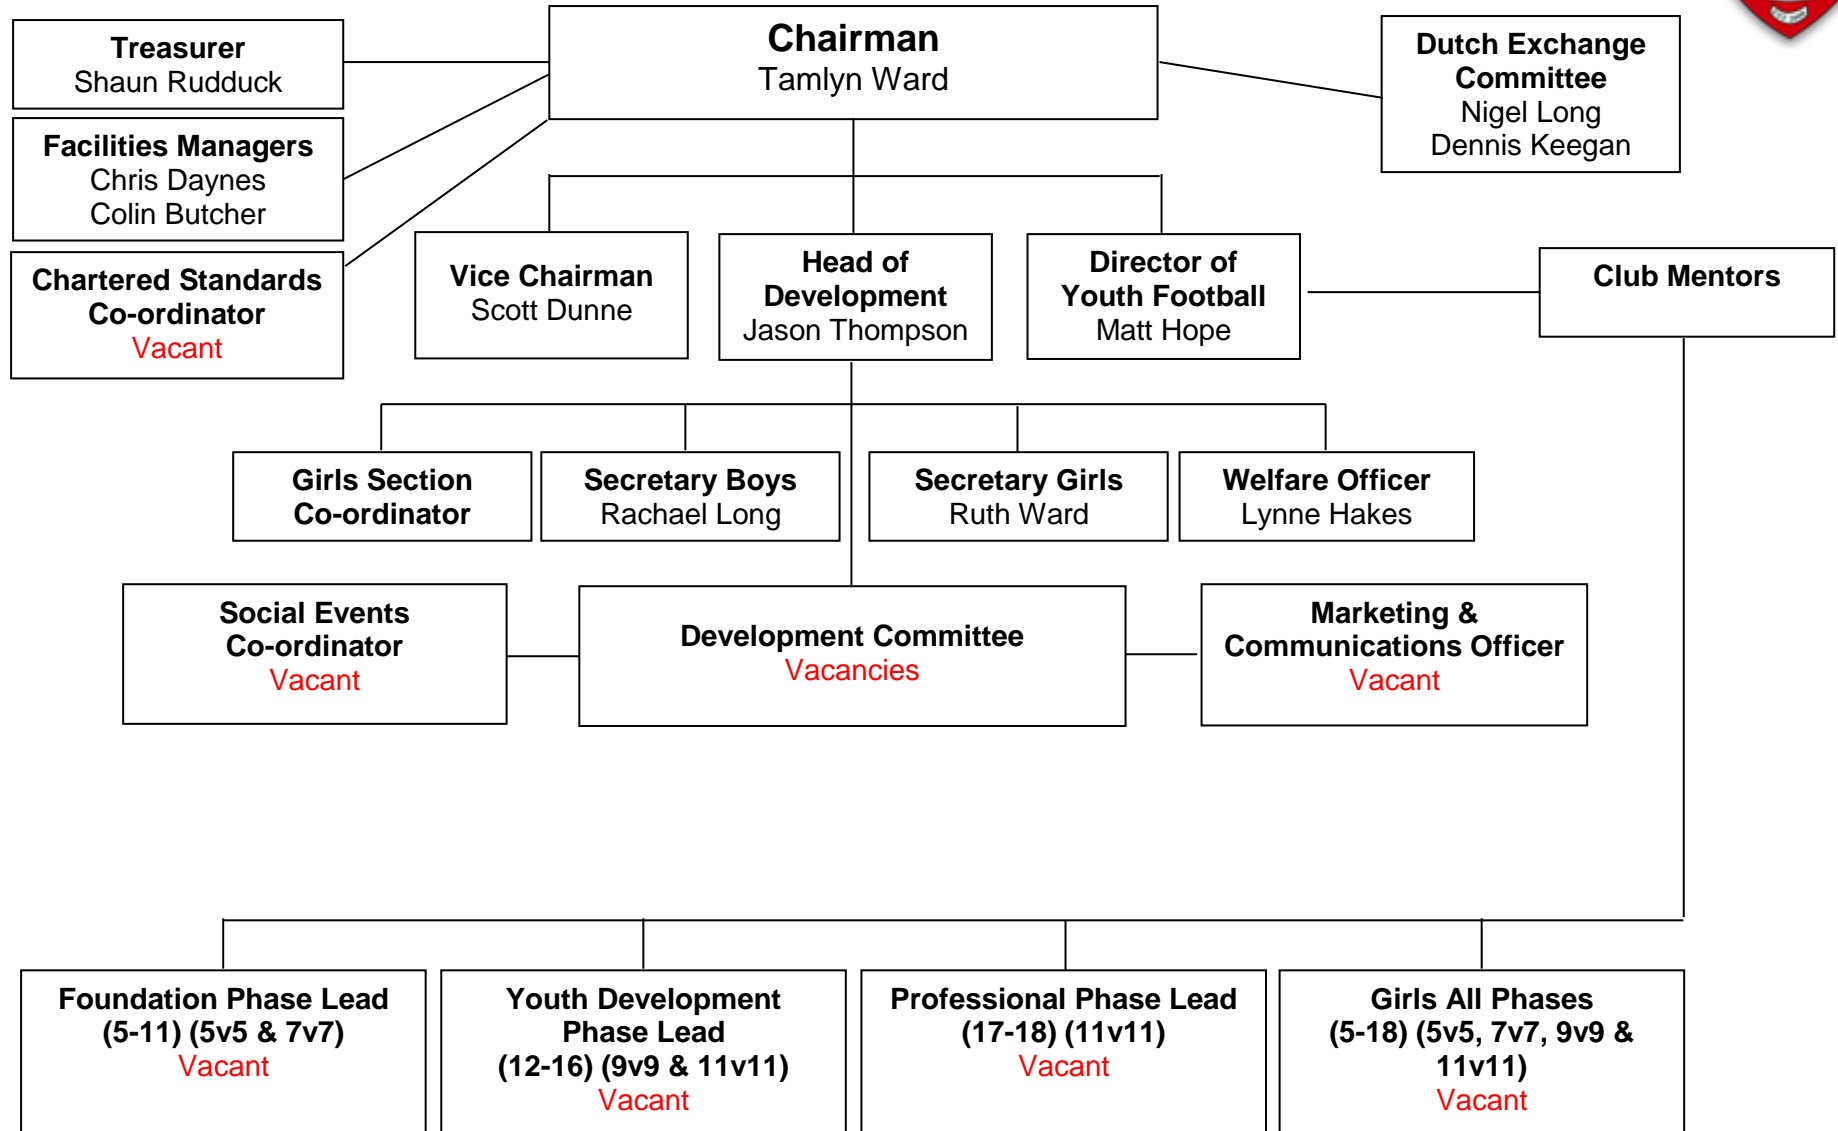 Treasurer
Shaun Rudduck
Chairman
Tamlyn Ward
Dutch Exchange
Committee
Nigel Long
Dennis Keegan
Facilities Managers
Chris Daynes
Colin Butcher
Chartered Standards
Co-ordinator
Vacant
Vice Chairman
Scott Dunne
Head of
Development
Jason Thompson
Director of
Youth Football
Matt Hope
Club Mentors
Girls Section
Co-ordinator
Secretary Boys
Rachael Long
Secretary Girls
Ruth Ward
Welfare Officer
Lynne Hakes
Social Events
Co-ordinator
Vacant
Development Committee
Vacancies
Marketing &
Communications Officer
Vacant
Foundation Phase Lead
(5-11) (5v5 & 7v7)
Vacant
Youth Development
Phase Lead
(12-16) (9v9 & 11v11)
Vacant
Professional Phase Lead
(17-18) (11v11)
Vacant
Girls All Phases
(5-18) (5v5, 7v7, 9v9 &
11v11)
Vacant